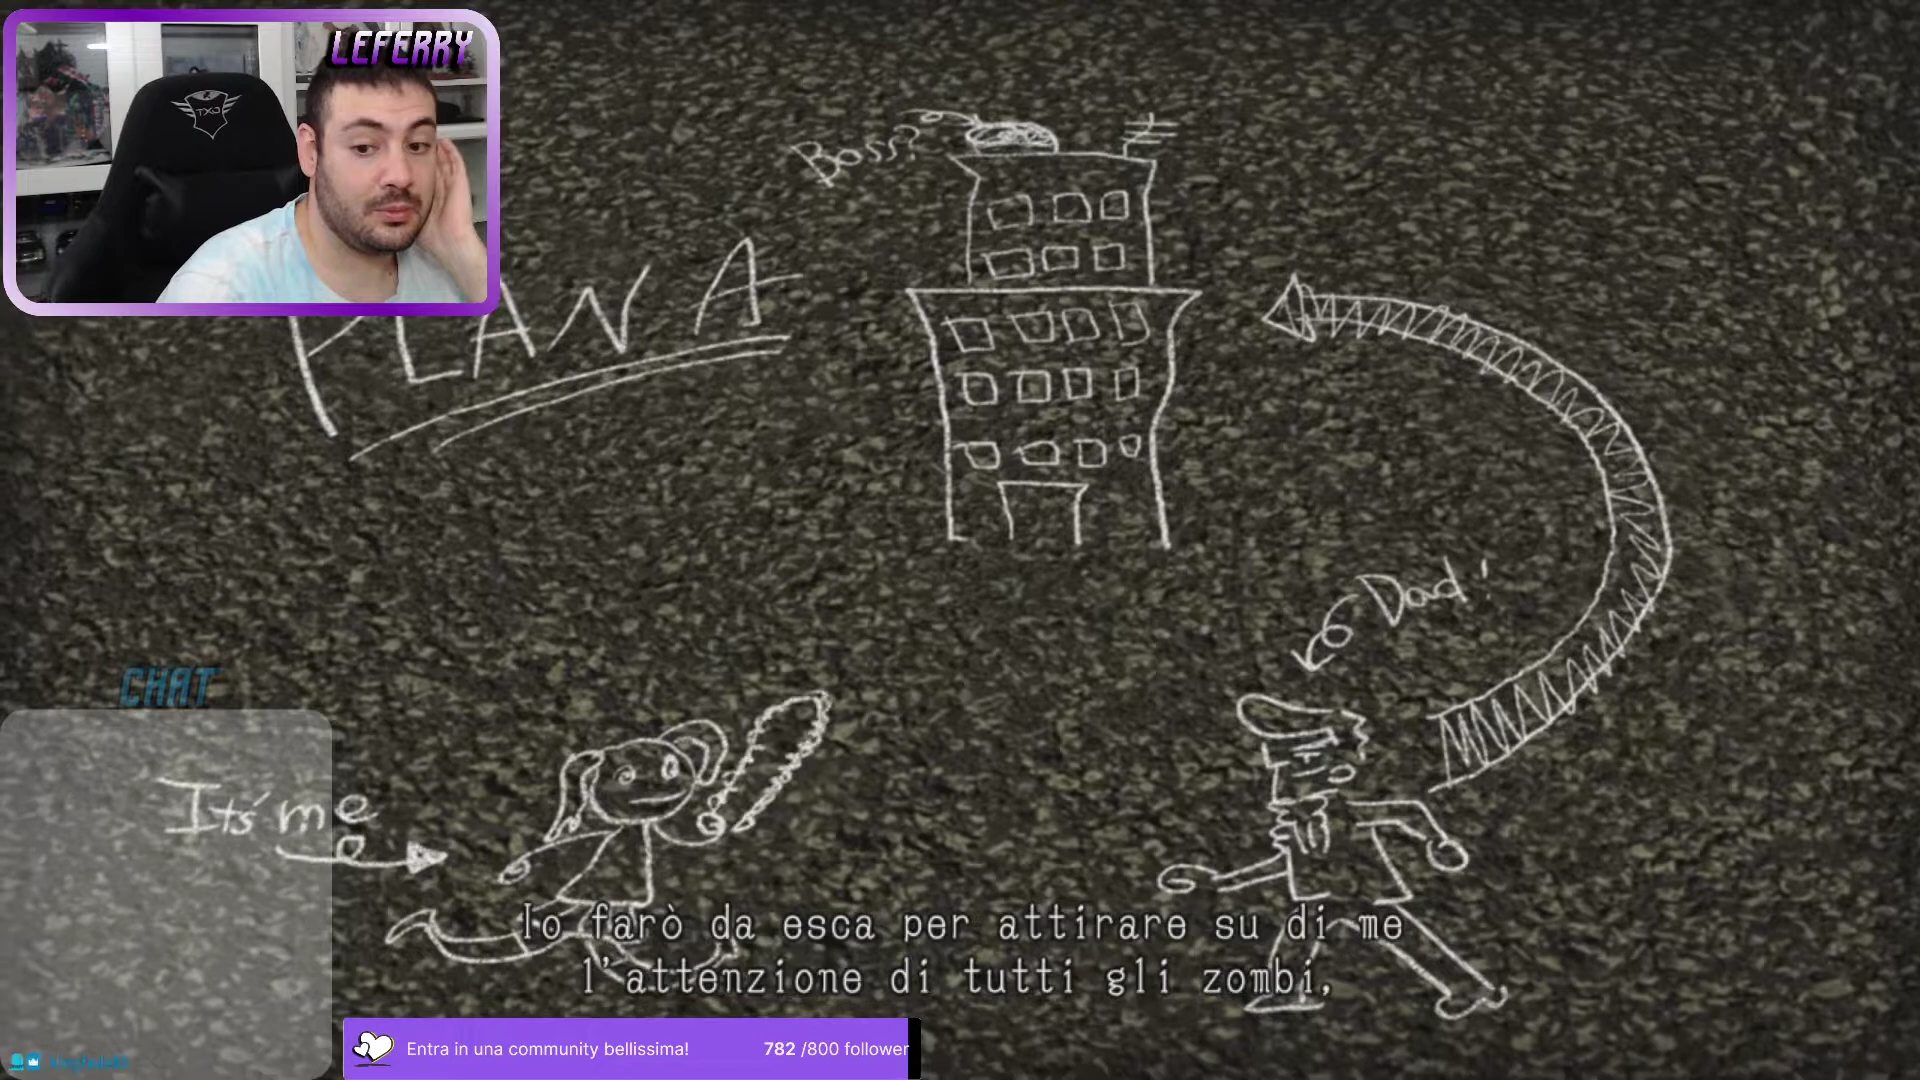 LEFERRY
TXJ
Boss?
PLAN A
Dad!
CHAT
It's me
Io farò da esca per attirare su di me
l'attenzione di tutti gli zombi,
Entra in una community bellissima! 782 /800 follower